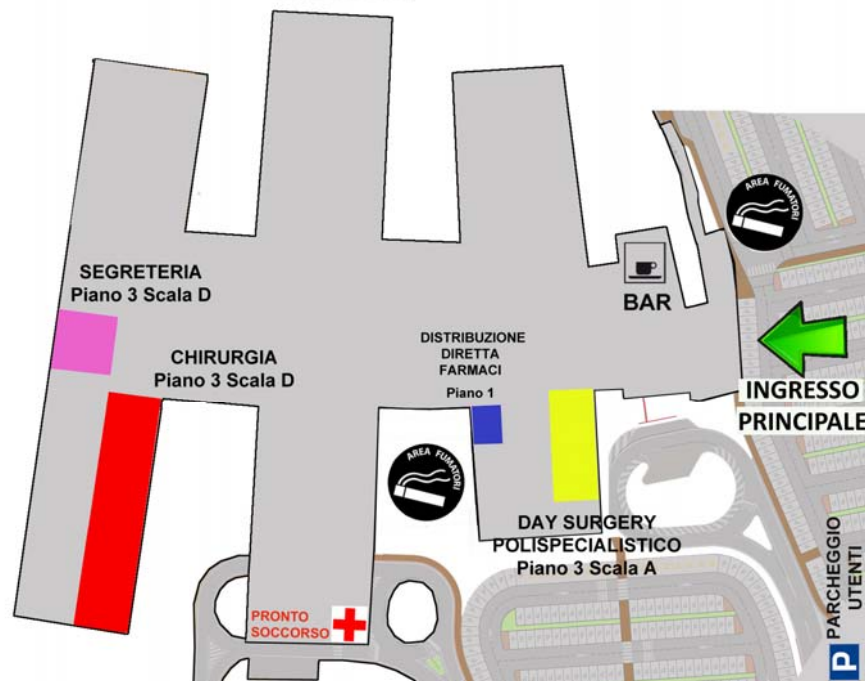 AREA FUMATORI
SEGRETERIA
Piano 3 Scala D
BAR
CHIRURGIA
Piano 3 Scala D
DISTRIBUZIONE
DIRETTA
FARMACI
Piano 1
INGRESSO
PRINCIPALE
AREA FUMATORI
DAY SURGERY
POLISPECIALISTICO
Piano 3 Scala A
PRONTO
SOCCORSO
P PARCHEGGIO
UTENTI